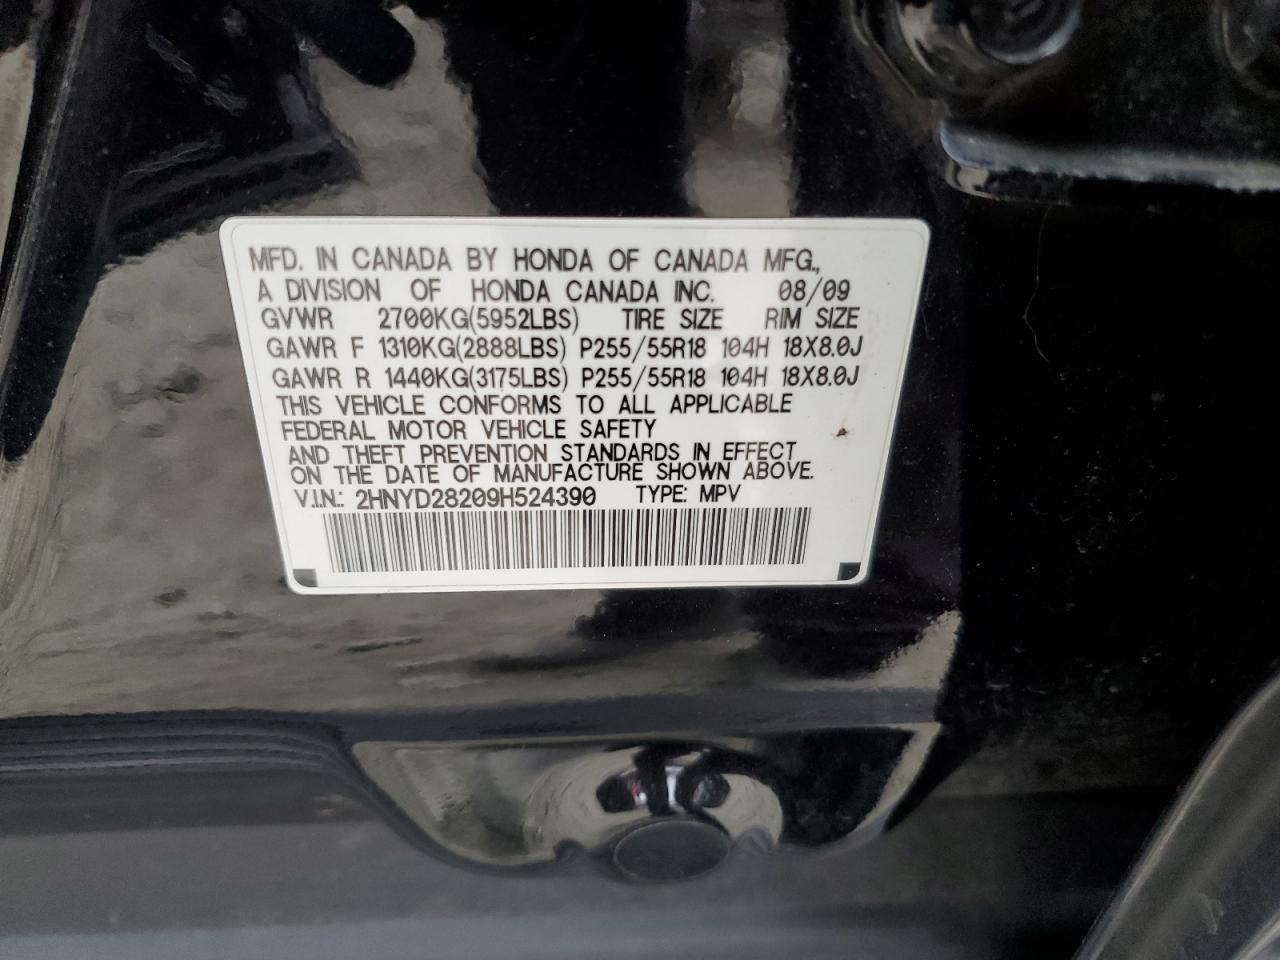 MFD. IN CANADA BY HONDA OF CANADA MFG.,
A DIVISION OF HONDA CANADA INC. 08/09
GVWR 2700KG(5952LBS) TIRE SIZE RIM SIZE
GAWR F 1310KG(2888LBS) P255/55R18 104H 18X8.0J
GAWR R 1440KG(3175LBS) P255/55R18 104H 18X8.0J
THIS VEHICLE CONFORMS TO ALL APPLICABLE
FEDERAL MOTOR VEHICLE SAFETY
AND THEFT PREVENTION STANDARDS IN EFFECT
ON THE DATE OF MANUFACTURE SHOWN ABOVE.
V.I.N.: 2HNYD28209H524390 TYPE: MPV